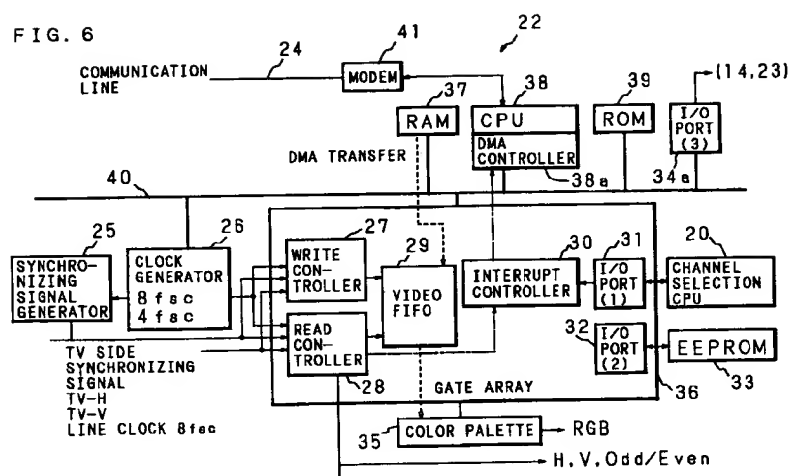 FIG. 6
22
24
41
COMMUNICATION
LINE
MODEM
37
38
39
(14,23)
RAM
CPU
ROM
I/O
PORT
(3)
DMA TRANSFER
DMA
CONTROLLER
38a
34a
40
25
26
27
29
30
31
20
SYNCHRO-
NIZING
SIGNAL
GENERATOR
CLOCK
GENERATOR
8fsc
4fsc
WRITE
CON-
TROLLER
VIDEO
FIFO
INTERRUPT
CONTROLLER
I/O
PORT
(1)
CHANNEL
SELECTION
CPU
READ
CON-
TROLLER
32
I/O
PORT
(2)
EEPROM
33
TV SIDE
SYNCHRONIZING
SIGNAL
TV-H
TV-V
LINE CLOCK 8fsc
28
GATE ARRAY
36
35
COLOR PALETTE
RGB
H,V,Odd/Even